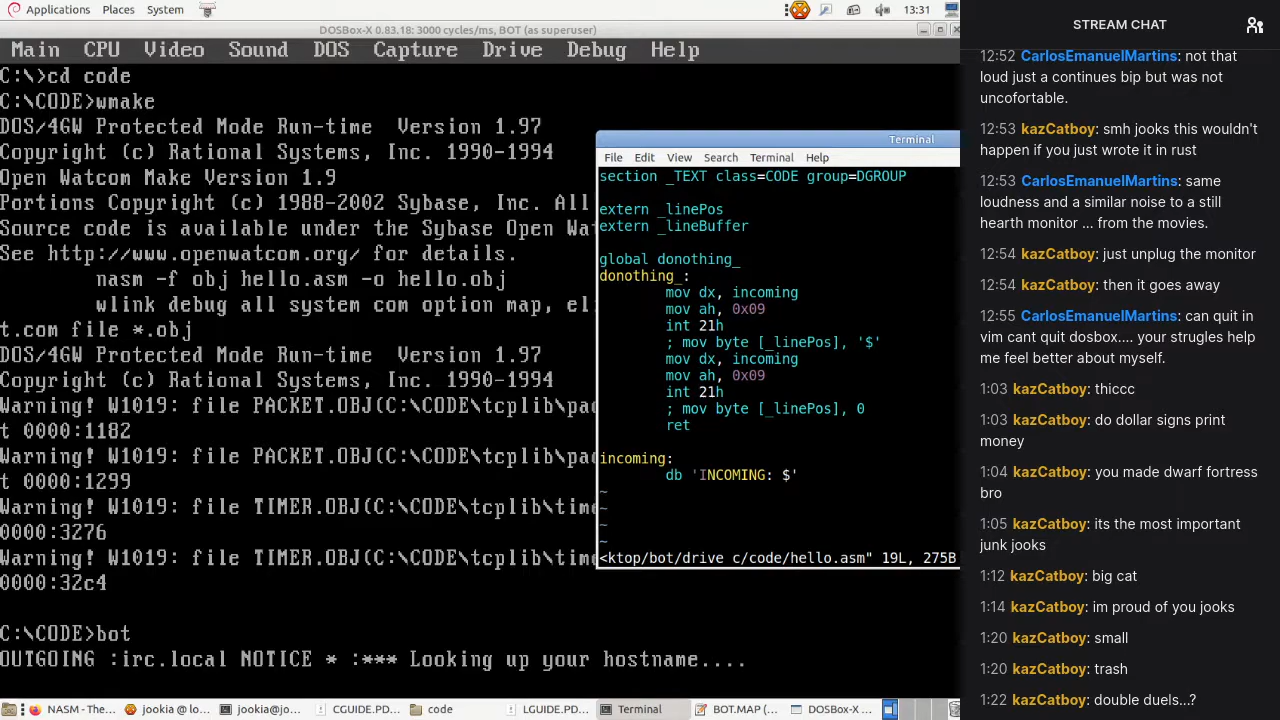 Applications Places System 13:31
DOSBox-X 0.83.18: 3000 cycles/ms, BOT (as superuser)
Main CPU Video Sound DOS Capture Drive Debug Help
C:\>cd code
C:\CODE>wmake
DOS/4GW Protected Mode Run-time Version 1.97
Copyright (c) Rational Systems, Inc. 1990-1994
Open Watcom Make Version 1.9
Portions Copyright (c) 1988-2002 Sybase, Inc. All
Source code is available under the Sybase Open Wat
See http://www.openwatcom.org/ for details.
nasm -f obj hello.asm -o hello.obj
wlink debug all system com option map, eli
t.com file *.obj
DOS/4GW Protected Mode Run-time Version 1.97
Copyright (c) Rational Systems, Inc. 1990-1994
Warning! W1019: file PACKET.OBJ(C:\CODE\tcplib\pac
t 0000:1182
Warning! W1019: file PACKET.OBJ(C:\CODE\tcplib\pac
t 0000:1299
Warning! W1019: file TIMER.OBJ(C:\CODE\tcplib\time
0000:3276
Warning! W1019: file TIMER.OBJ(C:\CODE\tcplib\time
0000:32c4
C:\CODE>bot
OUTGOING :irc.local NOTICE * :*** Looking up your hostname....
Terminal
File Edit View Search Terminal Help
section _TEXT class=CODE group=DGROUP
extern _linePos
extern _lineBuffer
global donothing_
donothing_:
mov dx, incoming
mov ah, 0x09
int 21h
; mov byte [_linePos], '$'
mov dx, incoming
mov ah, 0x09
int 21h
; mov byte [_linePos], 0
ret
incoming:
db 'INCOMING: $'
~
~
~
~
<ktop/bot/drive c/code/hello.asm" 19L, 275B
NASM - The... jookia @ lo... jookia@jo... CGUIDE.PD... code LGUIDE.PD... Terminal BOT.MAP (... DOSBox-X ...
STREAM CHAT
12:52 CarlosEmanuelMartins: not that
loud just a continues bip but was not
uncofortable.
12:53 kazCatboy: smh jooks this wouldn't
happen if you just wrote it in rust
12:53 CarlosEmanuelMartins: same
loudness and a similar noise to a still
hearth monitor ... from the movies.
12:54 kazCatboy: just unplug the monitor
12:54 kazCatboy: then it goes away
12:55 CarlosEmanuelMartins: can quit in
vim cant quit dosbox.... your strugles help
me feel better about myself.
1:03 kazCatboy: thiccc
1:03 kazCatboy: do dollar signs print
money
1:04 kazCatboy: you made dwarf fortress
bro
1:05 kazCatboy: its the most important
junk jooks
1:12 kazCatboy: big cat
1:14 kazCatboy: im proud of you jooks
1:20 kazCatboy: small
1:20 kazCatboy: trash
1:22 kazCatboy: double duels...?